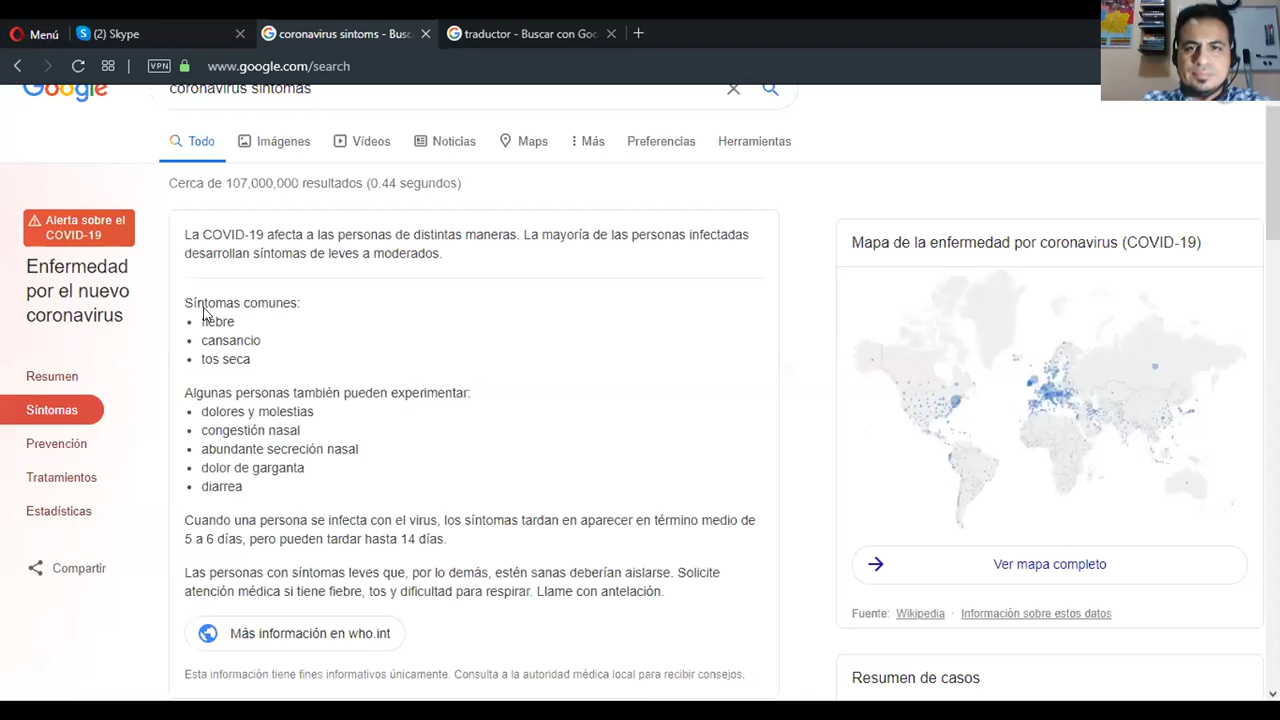 Menú
(2) Skype
coronavirus sintoms - Busc
traductor - Buscar con Goo
VPN
www.google.com/search
Google
coronavirus sintomas
Todo
Imágenes
Vídeos
Noticias
Maps
Más
Preferencias
Herramientas
Cerca de 107,000,000 resultados (0.44 segundos)
Alerta sobre el
COVID-19
Enfermedad
por el nuevo
coronavirus
Resumen
Síntomas
Prevención
Tratamientos
Estadísticas
Compartir
La COVID-19 afecta a las personas de distintas maneras. La mayoría de las personas infectadas
desarrollan síntomas de leves a moderados.
Síntomas comunes:
• fiebre
• cansancio
• tos seca
Algunas personas también pueden experimentar:
• dolores y molestias
• congestión nasal
• abundante secreción nasal
• dolor de garganta
• diarrea
Cuando una persona se infecta con el virus, los síntomas tardan en aparecer en término medio de
5 a 6 días, pero pueden tardar hasta 14 días.
Las personas con síntomas leves que, por lo demás, estén sanas deberían aislarse. Solicite
atención médica si tiene fiebre, tos y dificultad para respirar. Llame con antelación.
Más información en who.int
Esta información tiene fines informativos únicamente. Consulta a la autoridad médica local para recibir consejos.
Mapa de la enfermedad por coronavirus (COVID-19)
Ver mapa completo
Fuente: Wikipedia · Información sobre estos datos
Resumen de casos